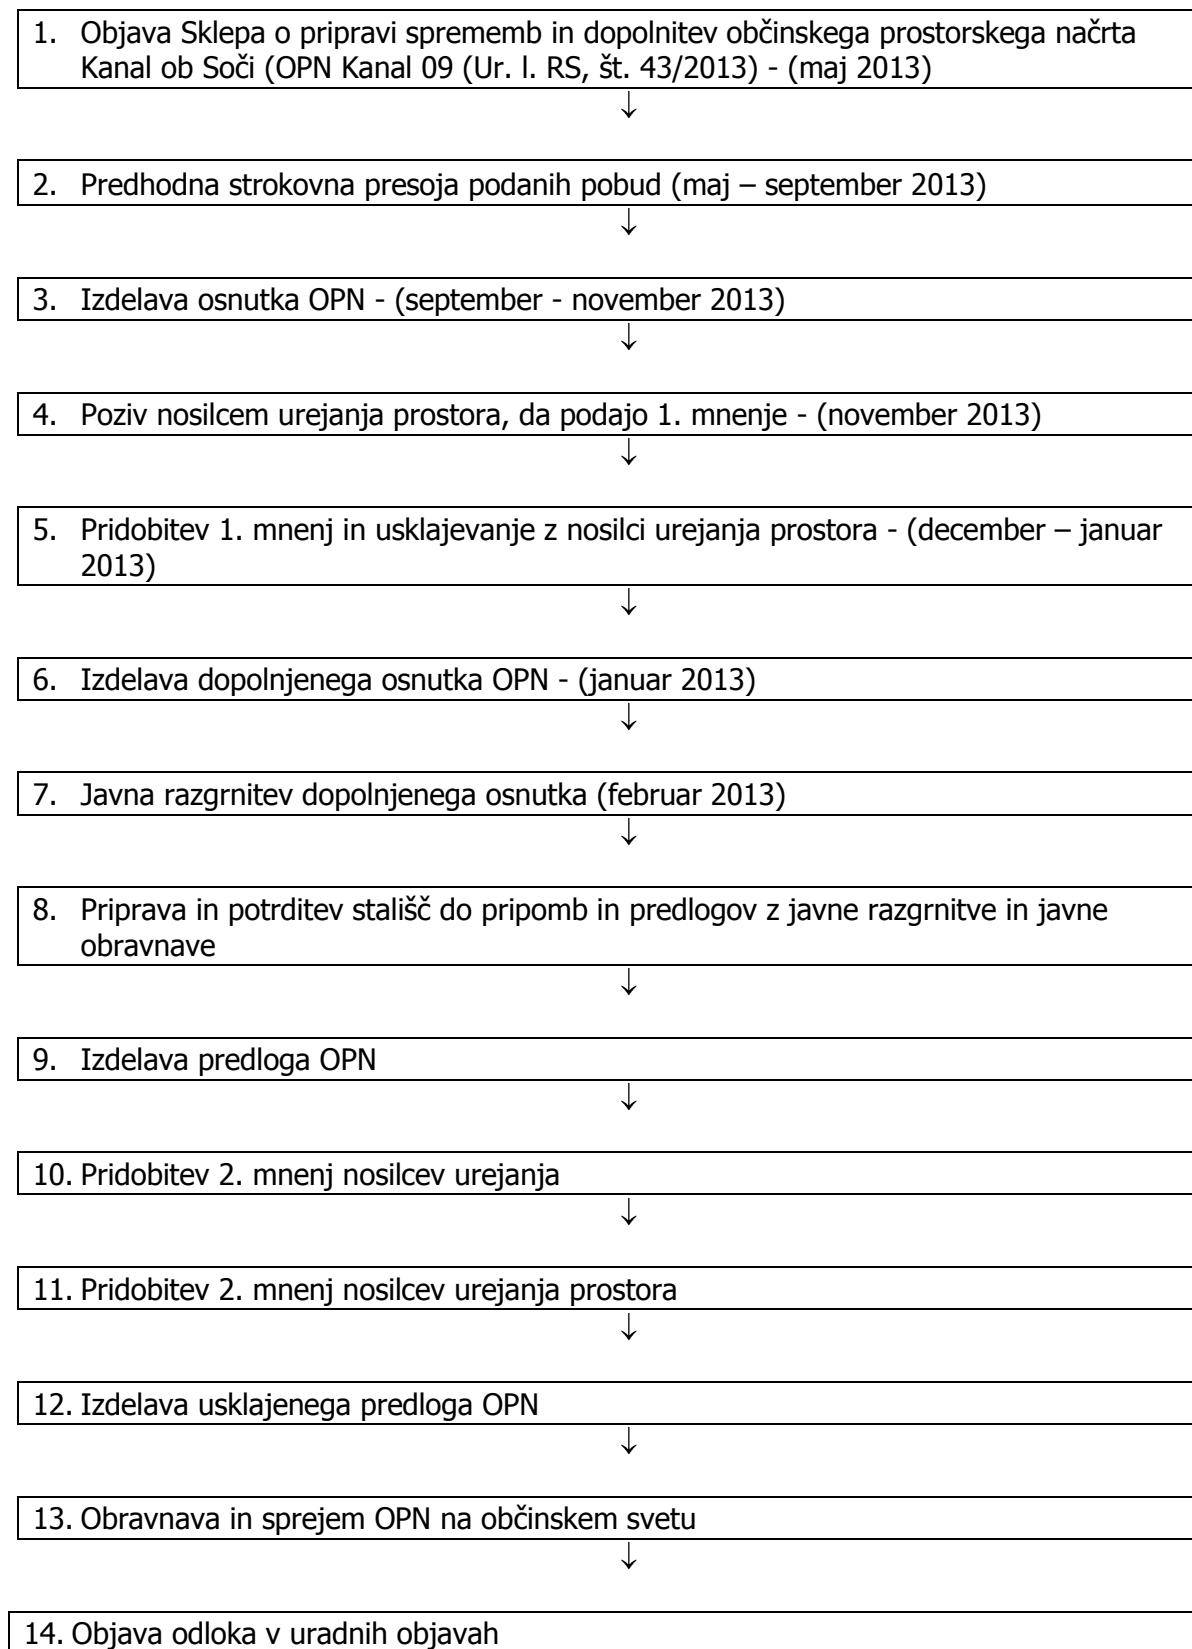 1. Objava Sklepa o pripravi sprememb in dopolnitev občinskega prostorskega načrta
Kanal ob Soči (OPN Kanal 09 (Ur. l. RS, št. 43/2013) - (maj 2013)
↓
2. Predhodna strokovna presoja podanih pobud (maj – september 2013)
↓
3. Izdelava osnutka OPN - (september - november 2013)
↓
4. Poziv nosilcem urejanja prostora, da podajo 1. mnenje - (november 2013)
↓
5. Pridobitev 1. mnenj in usklajevanje z nosilci urejanja prostora - (december – januar
2013)
↓
6. Izdelava dopolnjenega osnutka OPN - (januar 2013)
↓
7. Javna razgrnitev dopolnjenega osnutka (februar 2013)
↓
8. Priprava in potrditev stališč do pripomb in predlogov z javne razgrnitve in javne
obravnave
↓
9. Izdelava predloga OPN
↓
10. Pridobitev 2. mnenj nosilcev urejanja
↓
11. Pridobitev 2. mnenj nosilcev urejanja prostora
↓
12. Izdelava usklajenega predloga OPN
↓
13. Obravnava in sprejem OPN na občinskem svetu
↓
14. Objava odloka v uradnih objavah